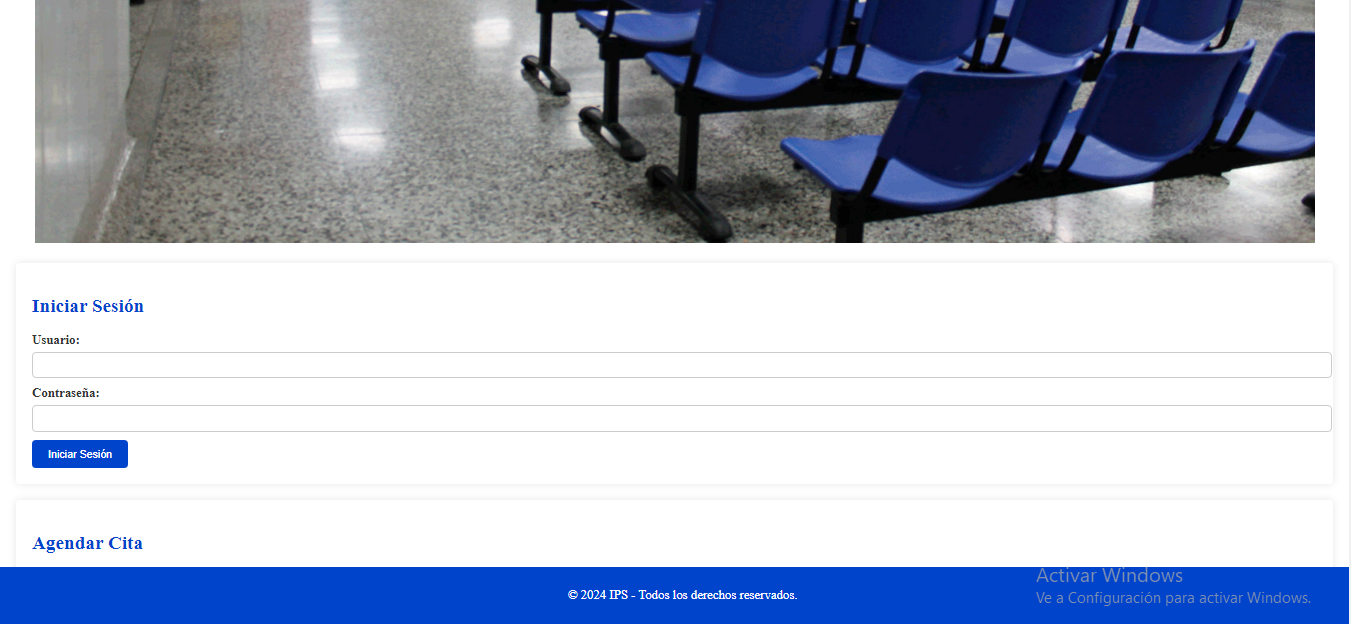 Iniciar Sesión
Usuario:
Contraseña:
Iniciar Sesión
Agendar Cita
© 2024 IPS - Todos los derechos reservados.
Activar Windows
Ve a Configuración para activar Windows.